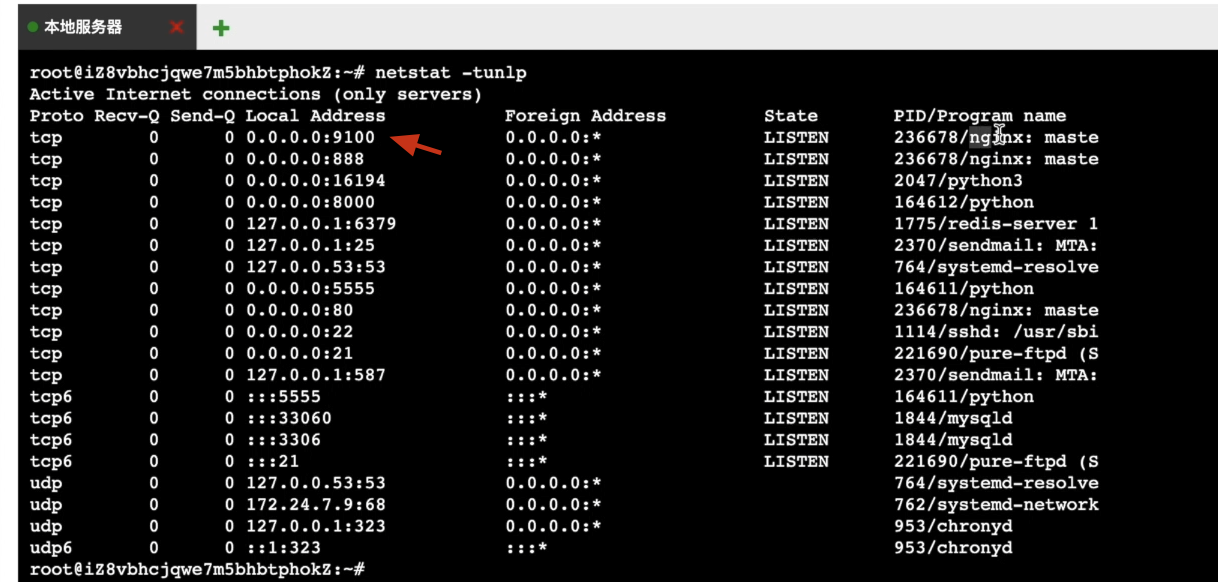 本地服务器
root@iZ8vbhcjqwe7m5bhbtphokZ:~# netstat -tunlp
Active Internet connections (only servers)
Proto Recv-Q Send-Q Local Address Foreign Address State PID/Program name
tcp 0 0 0.0.0.0:9100 0.0.0.0:* LISTEN 236678/nginx: maste
tcp 0 0 0.0.0.0:888 0.0.0.0:* LISTEN 236678/nginx: maste
tcp 0 0 0.0.0.0:16194 0.0.0.0:* LISTEN 2047/python3
tcp 0 0 0.0.0.0:8000 0.0.0.0:* LISTEN 164612/python
tcp 0 0 127.0.0.1:6379 0.0.0.0:* LISTEN 1775/redis-server 1
tcp 0 0 127.0.0.1:25 0.0.0.0:* LISTEN 2370/sendmail: MTA:
tcp 0 0 127.0.0.53:53 0.0.0.0:* LISTEN 764/systemd-resolve
tcp 0 0 0.0.0.0:5555 0.0.0.0:* LISTEN 164611/python
tcp 0 0 0.0.0.0:80 0.0.0.0:* LISTEN 236678/nginx: maste
tcp 0 0 0.0.0.0:22 0.0.0.0:* LISTEN 1114/sshd: /usr/sbi
tcp 0 0 0.0.0.0:21 0.0.0.0:* LISTEN 221690/pure-ftpd (S
tcp 0 0 127.0.0.1:587 0.0.0.0:* LISTEN 2370/sendmail: MTA:
tcp6 0 0 :::5555 :::* LISTEN 164611/python
tcp6 0 0 :::33060 :::* LISTEN 1844/mysqld
tcp6 0 0 :::3306 :::* LISTEN 1844/mysqld
tcp6 0 0 :::21 :::* LISTEN 221690/pure-ftpd (S
udp 0 0 127.0.0.53:53 0.0.0.0:* 764/systemd-resolve
udp 0 0 172.24.7.9:68 0.0.0.0:* 762/systemd-network
udp 0 0 127.0.0.1:323 0.0.0.0:* 953/chronyd
udp6 0 0 ::1:323 :::* 953/chronyd
root@iZ8vbhcjqwe7m5bhbtphokZ:~#